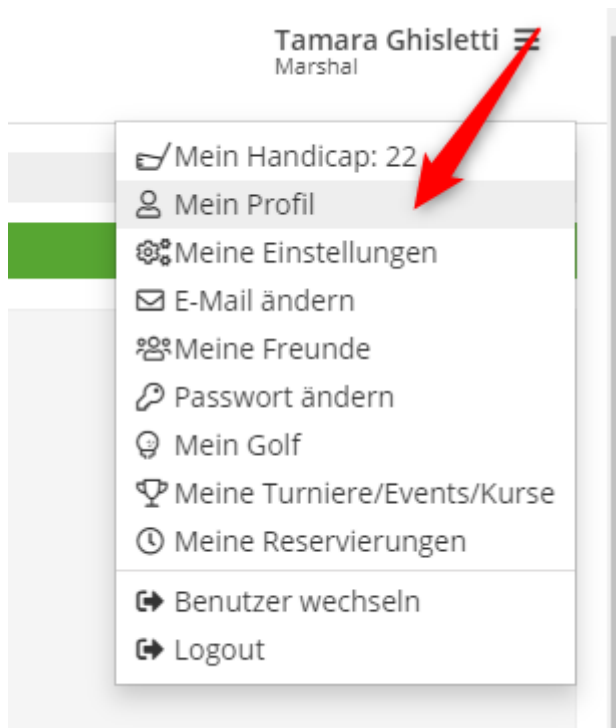 Tamara Ghisletti
Marshal
Mein Handicap: 22
Mein Profil
Meine Einstellungen
E-Mail ändern
Meine Freunde
Passwort ändern
Mein Golf
Meine Turniere/Events/Kurse
Meine Reservierungen
Benutzer wechseln
Logout